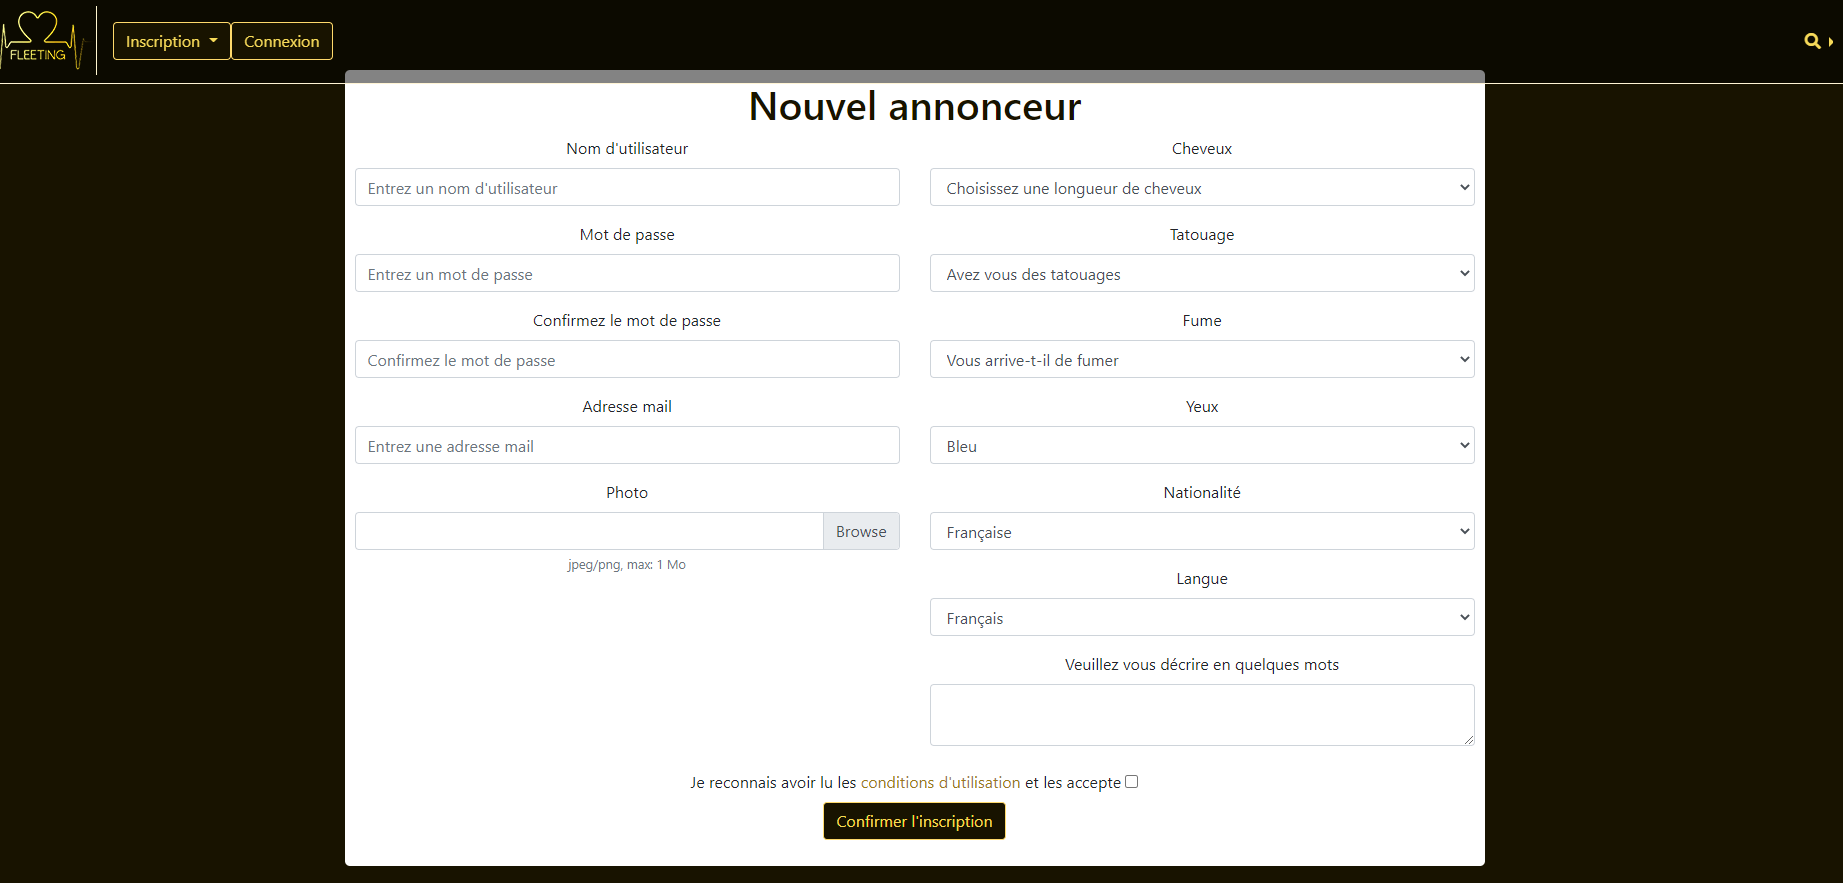 FLEETING
Inscription
Connexion
Nouvel annonceur
Nom d'utilisateur
Entrez un nom d'utilisateur
Mot de passe
Entrez un mot de passe
Confirmez le mot de passe
Confirmez le mot de passe
Adresse mail
Entrez une adresse mail
Photo
Browse
jpeg/png, max: 1 Mo
Cheveux
Choisissez une longueur de cheveux
Tatouage
Avez vous des tatouages
Fume
Vous arrive-t-il de fumer
Yeux
Bleu
Nationalité
Française
Langue
Français
Veuillez vous décrire en quelques mots
Je reconnais avoir lu les conditions d'utilisation et les accepte
Confirmer l'inscription